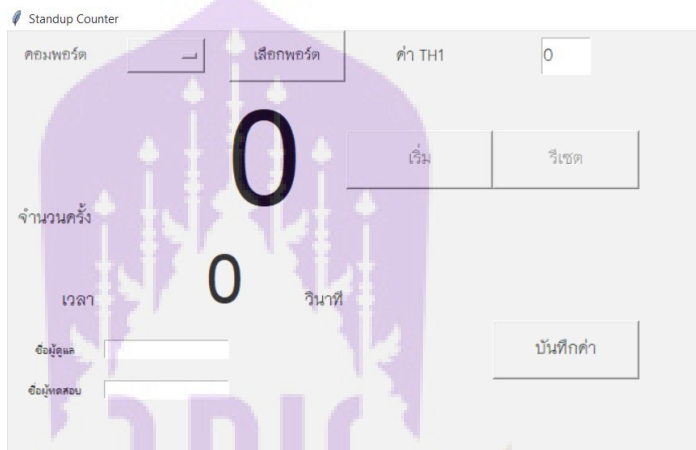 Standup Counter
คอมพอร์ต เลือกพอร์ต ค่า TH1 0
0
เริ่ม รีเซต
จำนวนครั้ง
0
เวลา วินาที
ชื่อผู้ดูแล
บันทึกค่า
ชื่อผู้ทดสอบ